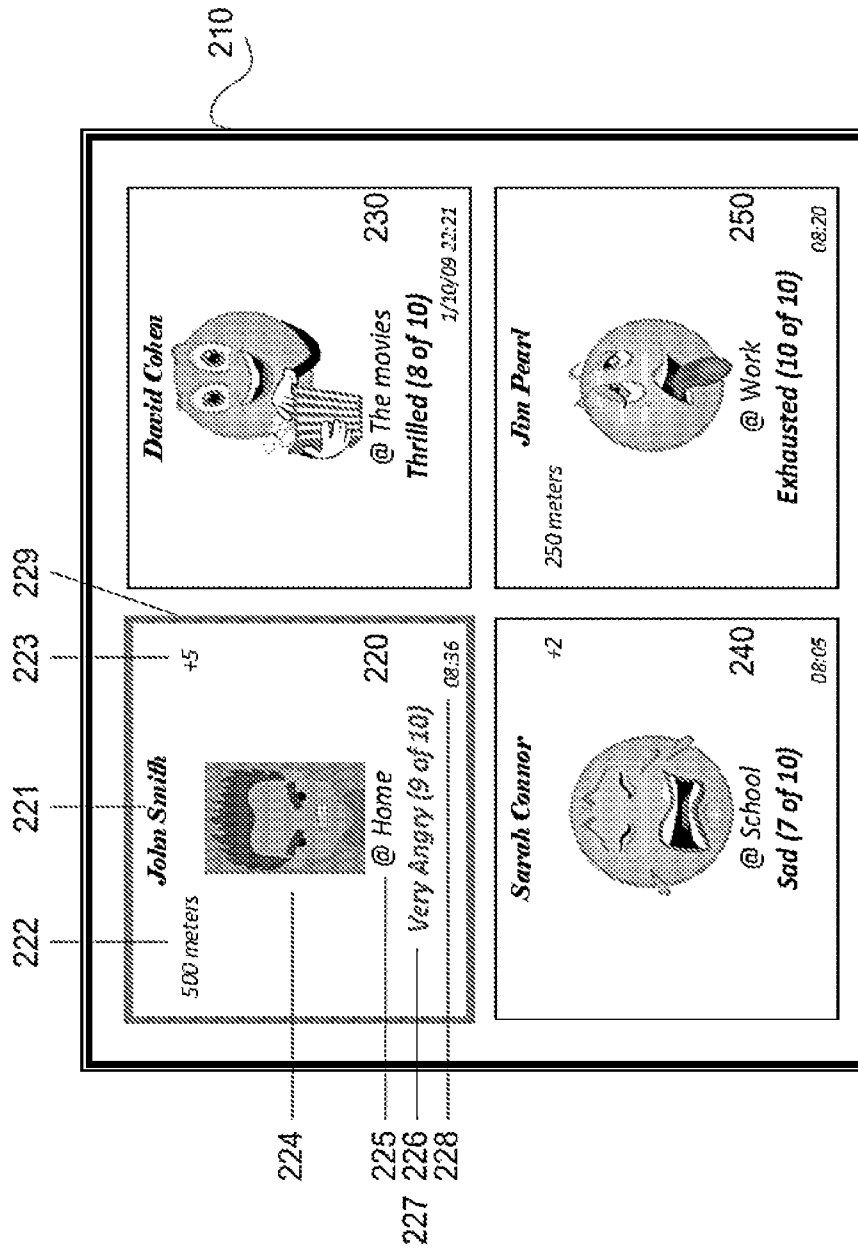 222 221 223 229
210
John Smith
500 meters
+5
@ Home
220
Very Angry (9 of 10)
08:36
David Cohen
@ The movies
230
Thrilled (8 of 10)
1/10/09 22:21
Sarah Connor
+2
@ School
240
Sad (7 of 10)
08:05
Jim Pearl
250 meters
@ Work
250
Exhausted (10 of 10)
08:20
224
225
227 226
228